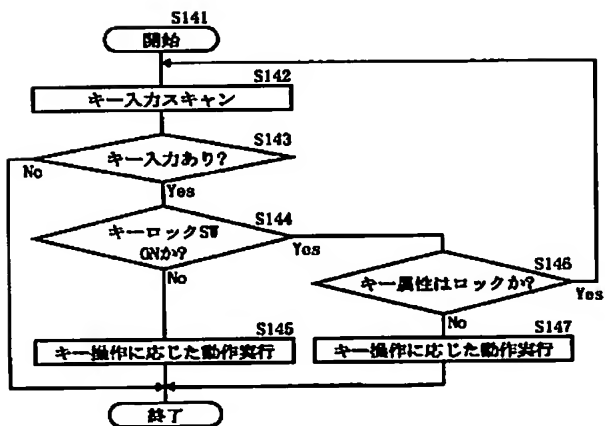 S141
開始
S142
キー入力スキャン
S143
キー入力あり?
No
Yes
S144
キーロックSW
ONか?
Yes
No
S146
キー属性はロックか?
Yes
No
S145
キー操作に応じた動作実行
S147
キー操作に応じた動作実行
終了